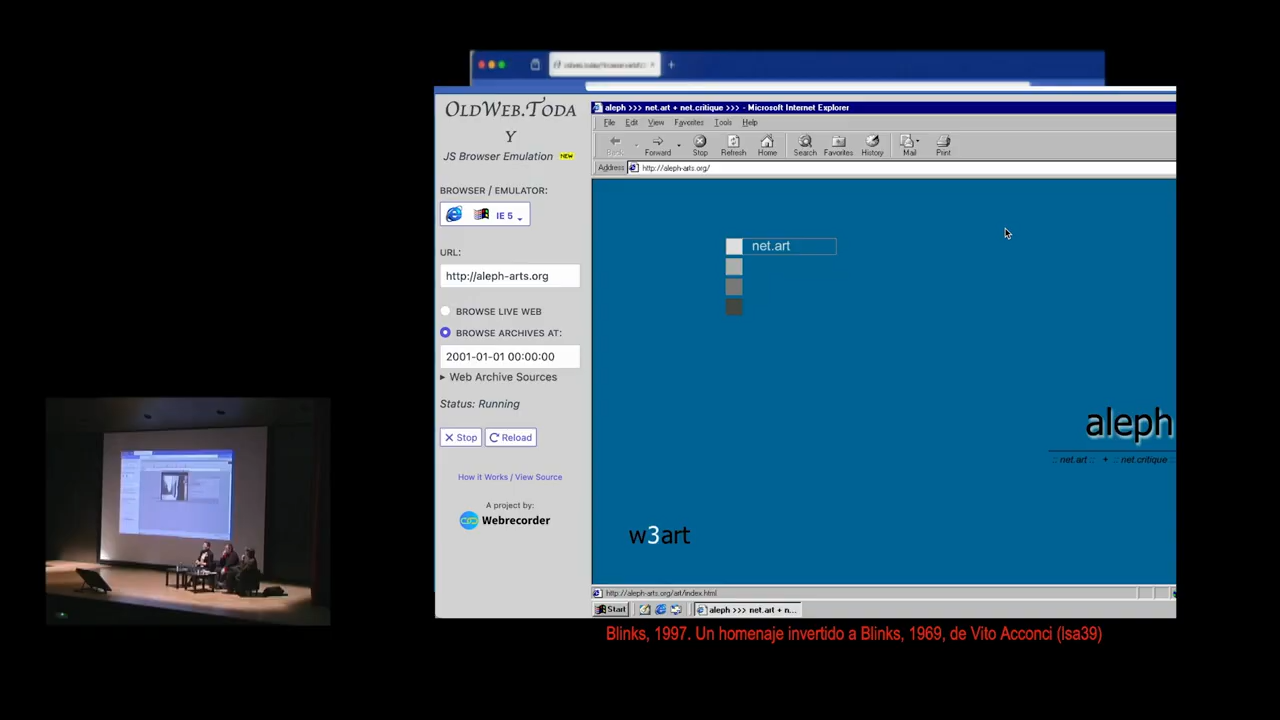 OLDWEB.TODA
Y
JS Browser Emulation NEW
BROWSER / EMULATOR:
IE 5
URL:
http://aleph-arts.org
BROWSE LIVE WEB
BROWSE ARCHIVES AT:
2001-01-01 00:00:00
Web Archive Sources
Status: Running
Stop Reload
How it Works / View Source
A project by:
Webrecorder
aleph >>> net.art + net.critique >>> - Microsoft Internet Explorer
File Edit View Favorites Tools Help
Back Forward Stop Refresh Home Search Favorites History Mail Print
Address http://aleph-arts.org/
net.art
aleph
:: net.art :: + :: net.critique ::
w3art
http://aleph-arts.org/art/index.html
Start aleph >>> net.art + n...
Blinks, 1997. Un homenaje invertido a Blinks, 1969, de Vito Acconci (lsa39)